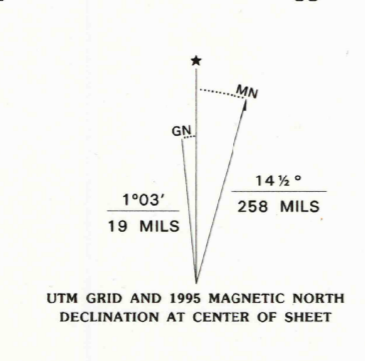 ★
MN
GN
1°03′
19 MILS
14½°
258 MILS
UTM GRID AND 1995 MAGNETIC NORTH
DECLINATION AT CENTER OF SHEET